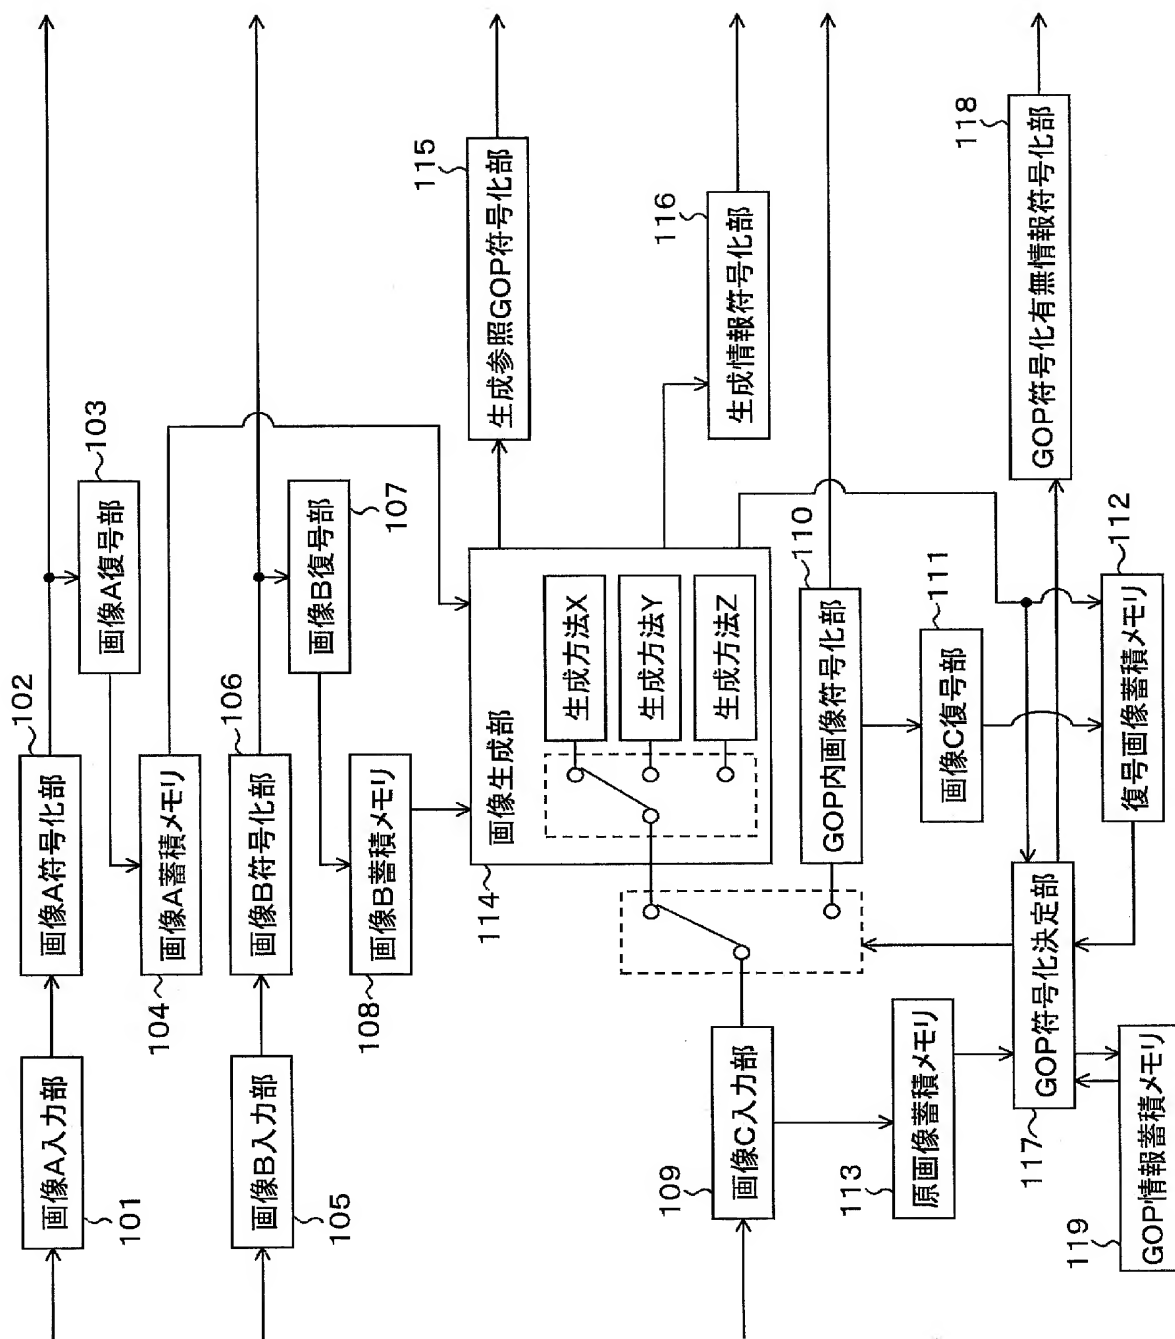 101
画像A入力部
102
画像A符号化部
103
画像A復号部
104
画像A蓄積メモリ
105
画像B入力部
106
画像B符号化部
107
画像B復号部
108
画像B蓄積メモリ
114
画像生成部
生成方法X
生成方法Y
生成方法Z
115
生成参照GOP符号化部
116
生成情報符号化部
109
画像C入力部
110
GOP内画像符号化部
111
画像C復号部
112
復号画像蓄積メモリ
113
原画像蓄積メモリ
117
GOP符号化決定部
118
GOP符号化有無情報符号化部
119
GOP情報蓄積メモリ